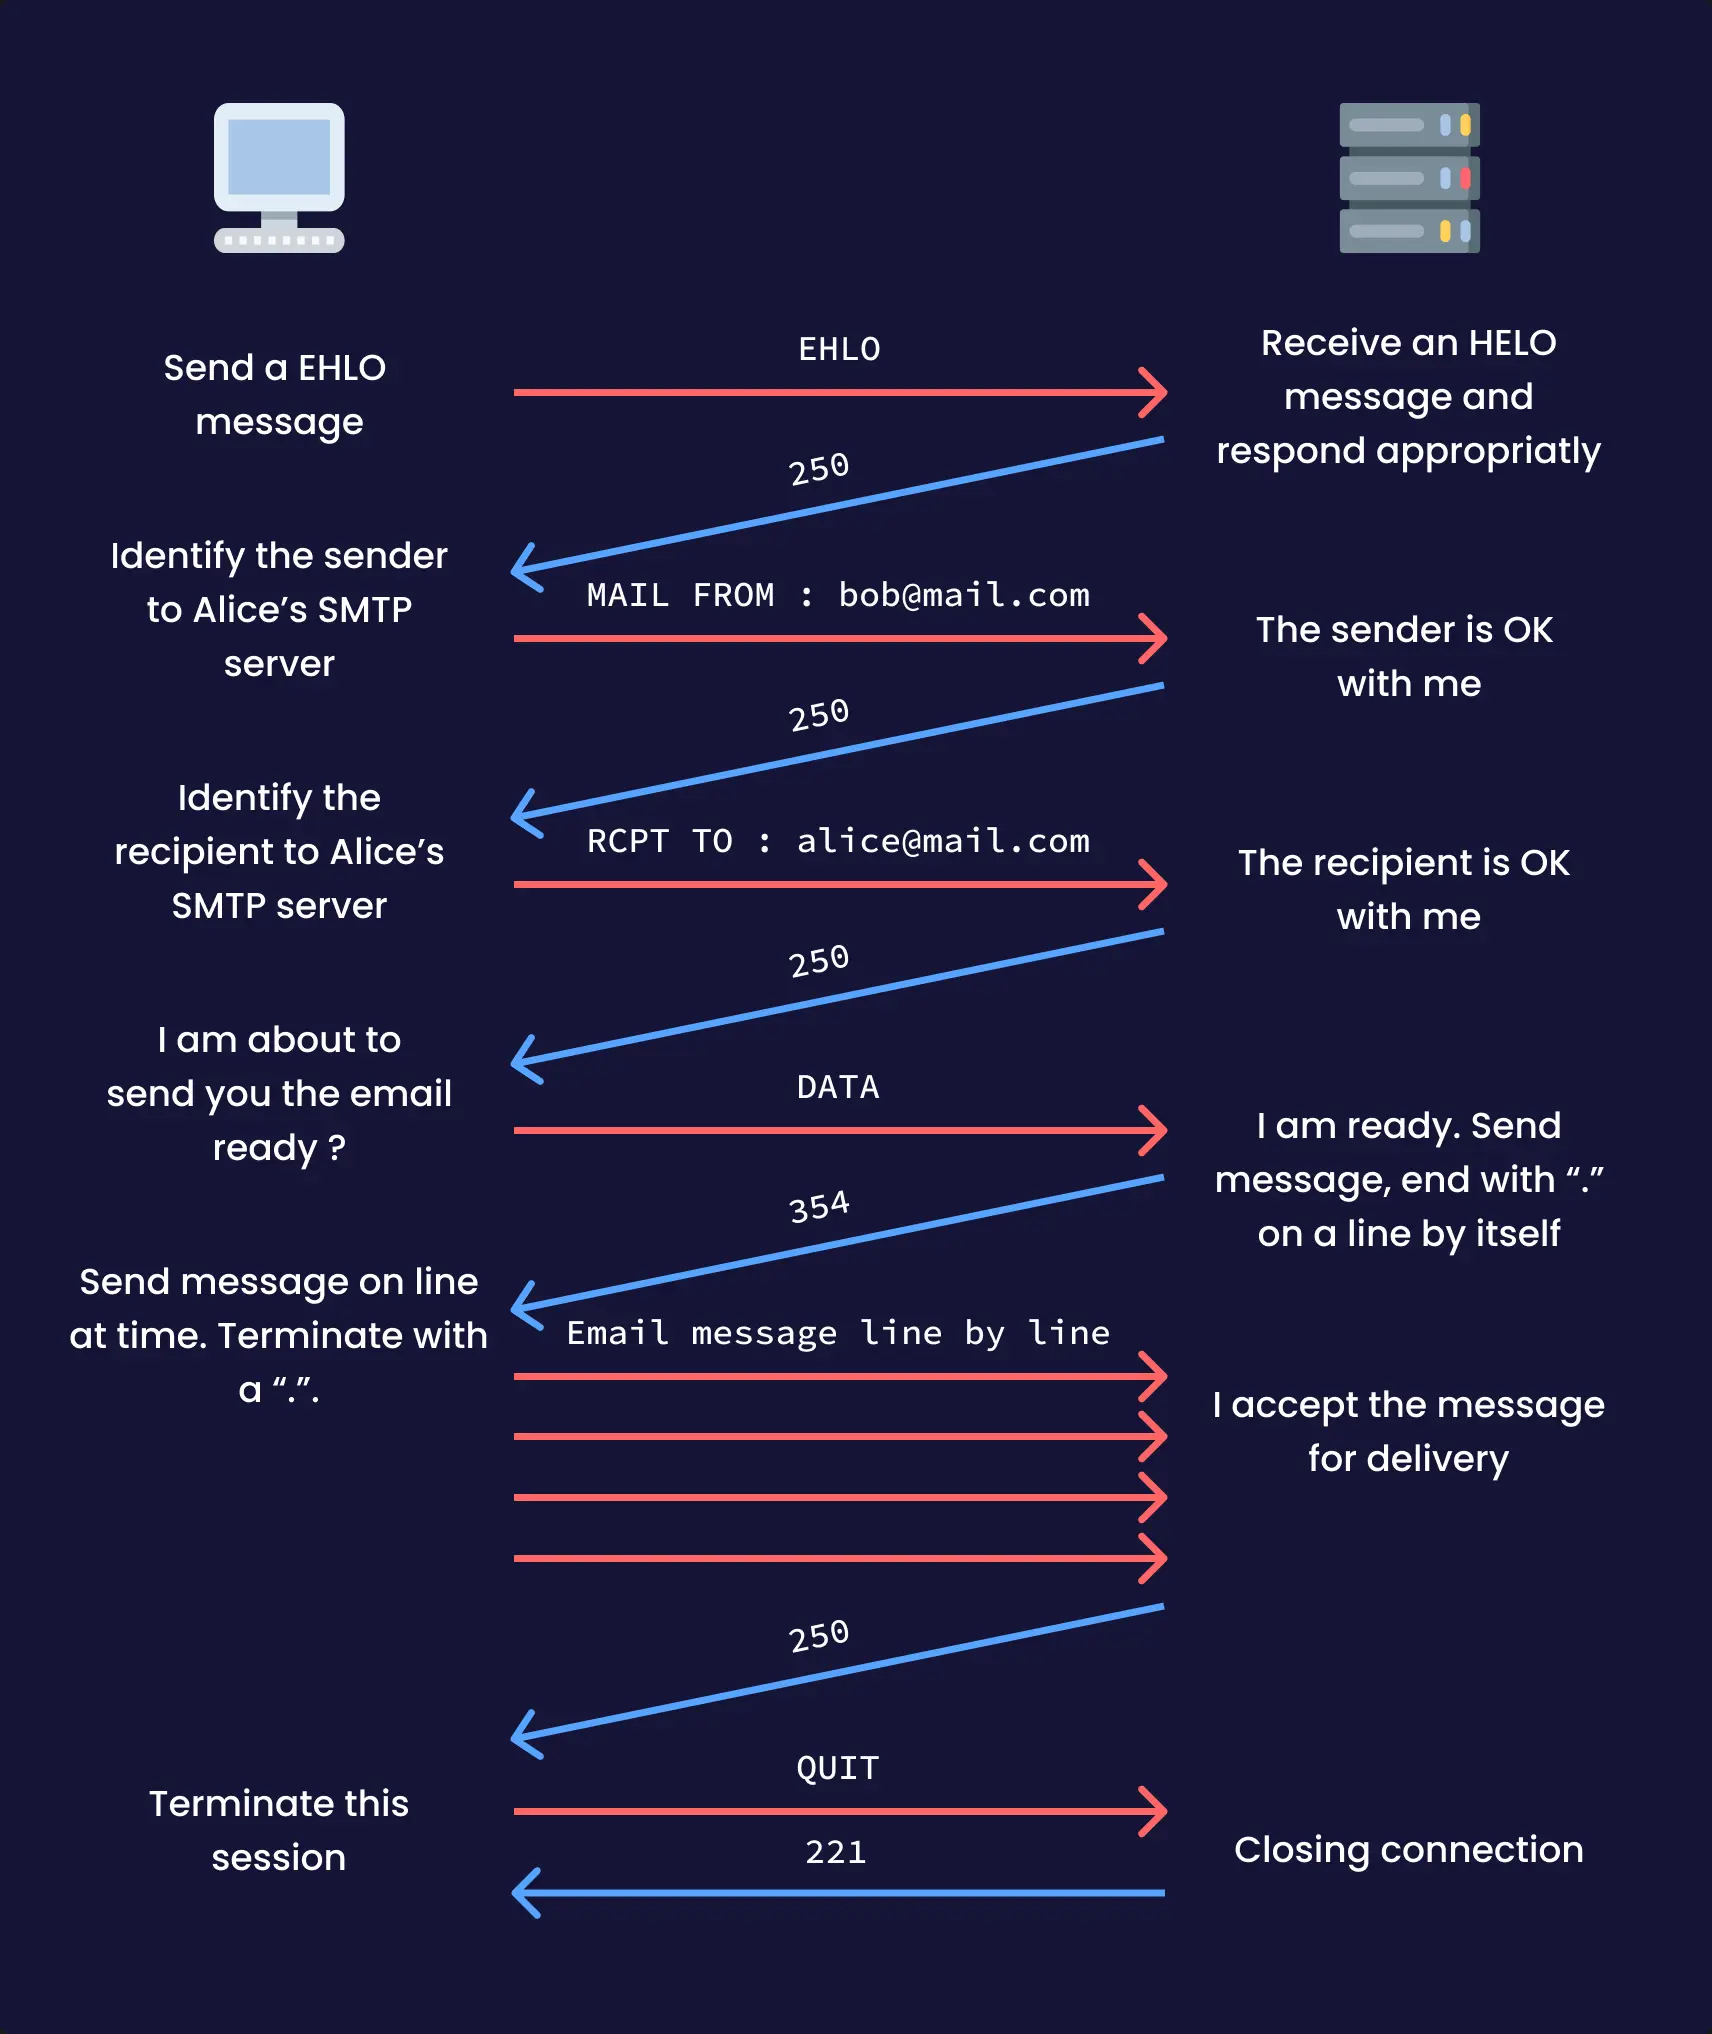 EHLO
Send a EHLO
message
Receive an HELO
message and
respond appropriatly
250
Identify the sender
to Alice’s SMTP
server
MAIL FROM : bob@mail.com
The sender is OK
with me
250
Identify the
recipient to Alice’s
SMTP server
RCPT TO : alice@mail.com
The recipient is OK
with me
250
I am about to
send you the email
ready ?
DATA
I am ready. Send
message, end with “.”
on a line by itself
354
Send message on line
at time. Terminate with
a “.”.
Email message line by line
I accept the message
for delivery
250
Terminate this
session
QUIT
221
Closing connection